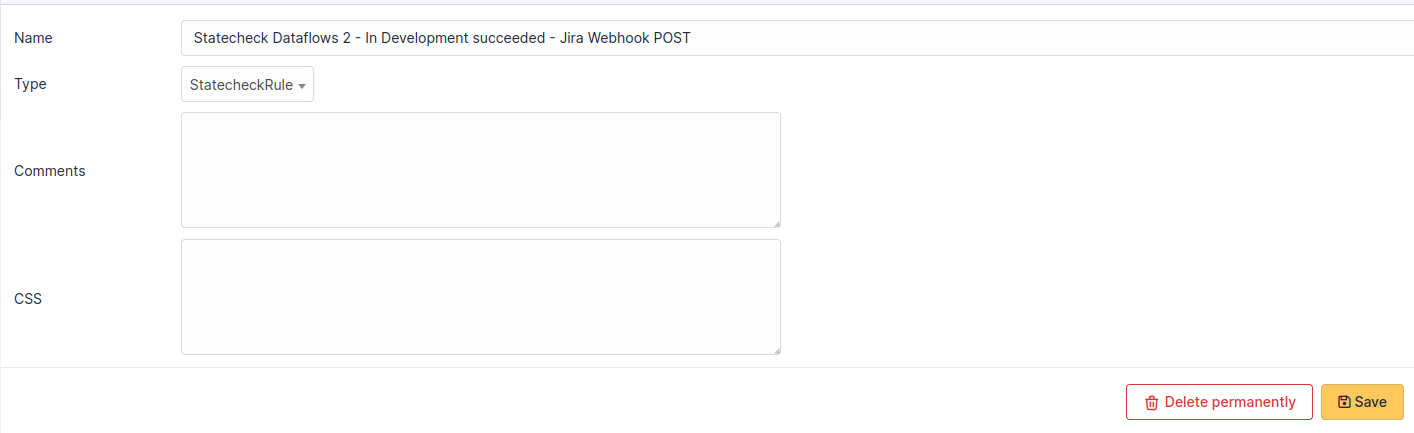 Name
Statecheck Dataflows 2 - In Development succeeded - Jira Webhook POST
Type
StatecheckRule
Comments
CSS
Delete permanently
Save